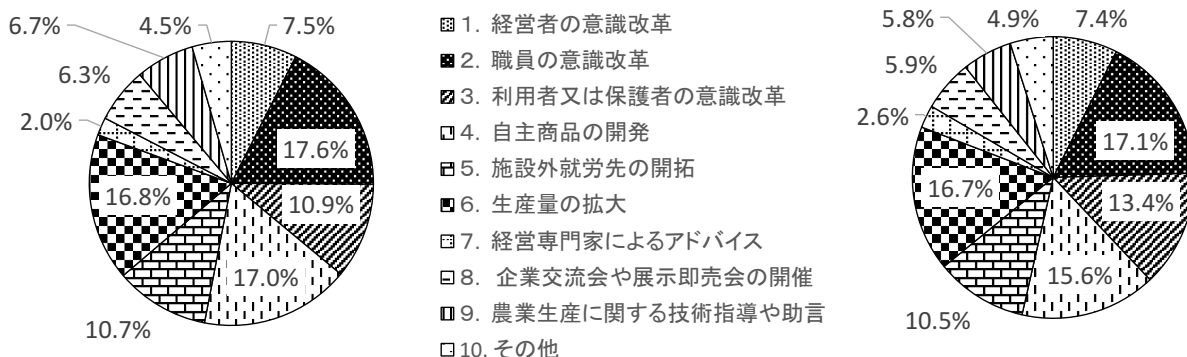 6.7%
4.5%
7.5%
6.3%
2.0%
17.6%
16.8%
10.9%
17.0%
10.7%
1. 経営者の意識改革
2. 職員の意識改革
3. 利用者又は保護者の意識改革
4. 自主商品の開発
5. 施設外就労先の開拓
6. 生産量の拡大
7. 経営専門家によるアドバイス
8. 企業交流会や展示即売会の開催
9. 農業生産に関する技術指導や助言
10. その他
5.8%
4.9%
7.4%
5.9%
2.6%
17.1%
16.7%
13.4%
15.6%
10.5%